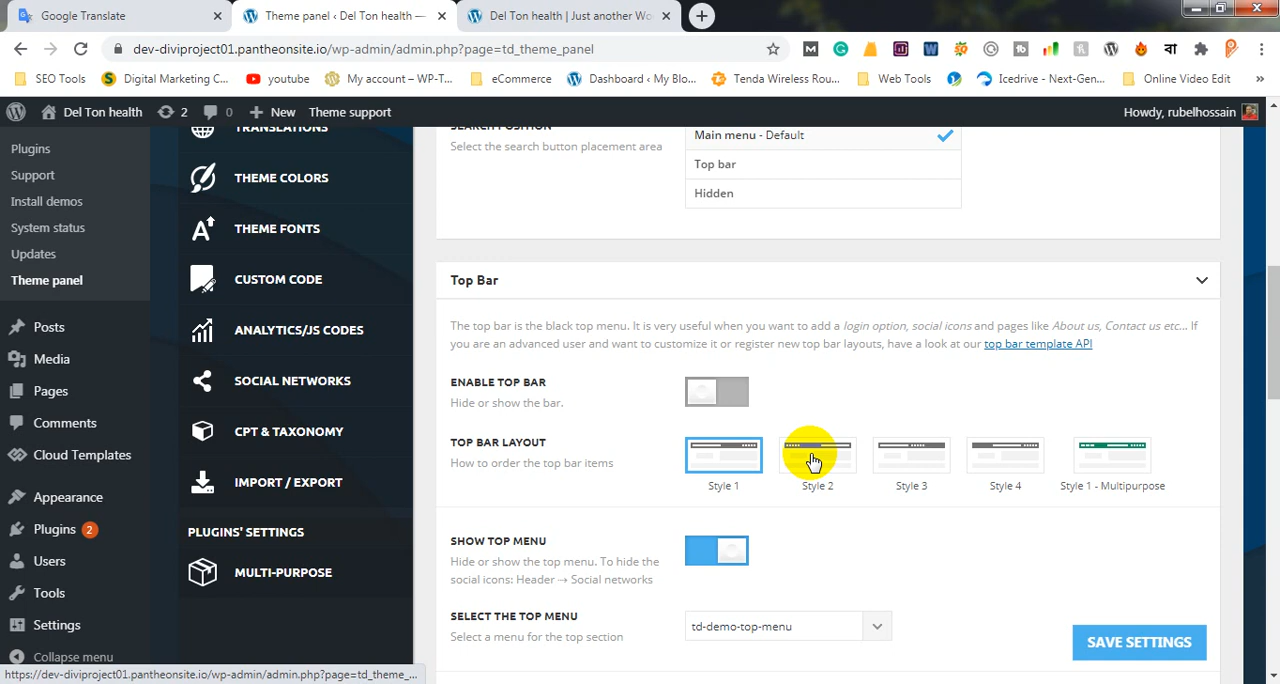 Google Translate
Theme panel ‹ Del Ton health —
Del Ton health | Just another Wo
dev-diviproject01.pantheonsite.io/wp-admin/admin.php?page=td_theme_panel
SEO Tools
Digital Marketing C...
youtube
My account – WP-T...
eCommerce
Dashboard ‹ My Blo...
Tenda Wireless Rou...
Web Tools
Icedrive - Next-Gen...
Online Video Edit
»
Del Ton health
2
0
New
Theme support
Howdy, rubelhossain
Plugins
Support
Install demos
System status
Updates
Theme panel
Posts
Media
Pages
Comments
Cloud Templates
Appearance
Plugins 2
Users
Tools
Settings
Collapse menu
TRANSLATIONS
THEME COLORS
THEME FONTS
CUSTOM CODE
ANALYTICS/JS CODES
SOCIAL NETWORKS
CPT & TAXONOMY
IMPORT / EXPORT
PLUGINS' SETTINGS
MULTI-PURPOSE
SEARCH POSITION
Select the search button placement area
Main menu - Default
Top bar
Hidden
Top Bar
The top bar is the black top menu. It is very useful when you want to add a login option, social icons and pages like About us, Contact us etc... If
you are an advanced user and want to customize it or register new top bar layouts, have a look at our top bar template API
ENABLE TOP BAR
Hide or show the bar.
TOP BAR LAYOUT
How to order the top bar items
Style 1
Style 2
Style 3
Style 4
Style 1 - Multipurpose
SHOW TOP MENU
Hide or show the top menu. To hide the
social icons: Header ⇢ Social networks
SELECT THE TOP MENU
Select a menu for the top section
td-demo-top-menu
SAVE SETTINGS
https://dev-diviproject01.pantheonsite.io/wp-admin/admin.php?page=td_theme_...